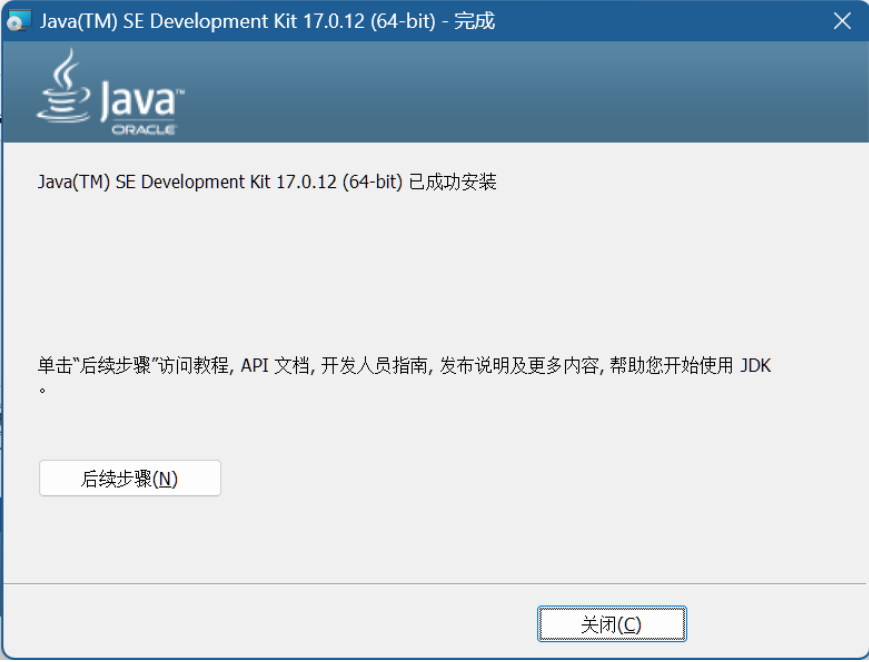 Java(TM) SE Development Kit 17.0.12 (64-bit) - 完成
Java™
ORACLE
Java(TM) SE Development Kit 17.0.12 (64-bit) 已成功安装
单击“后续步骤”访问教程, API 文档, 开发人员指南, 发布说明及更多内容, 帮助您开始使用 JDK
。
后续步骤(N)
关闭(C)